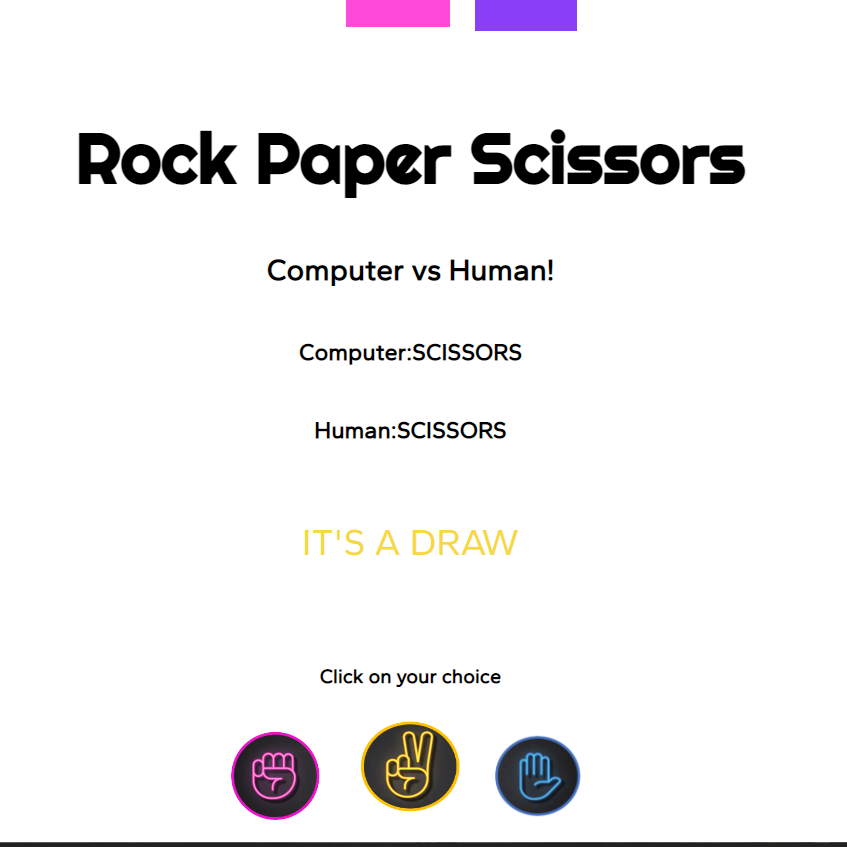 Rock Paper Scissors
Computer vs Human!
Computer:SCISSORS
Human:SCISSORS
IT'S A DRAW
Click on your choice